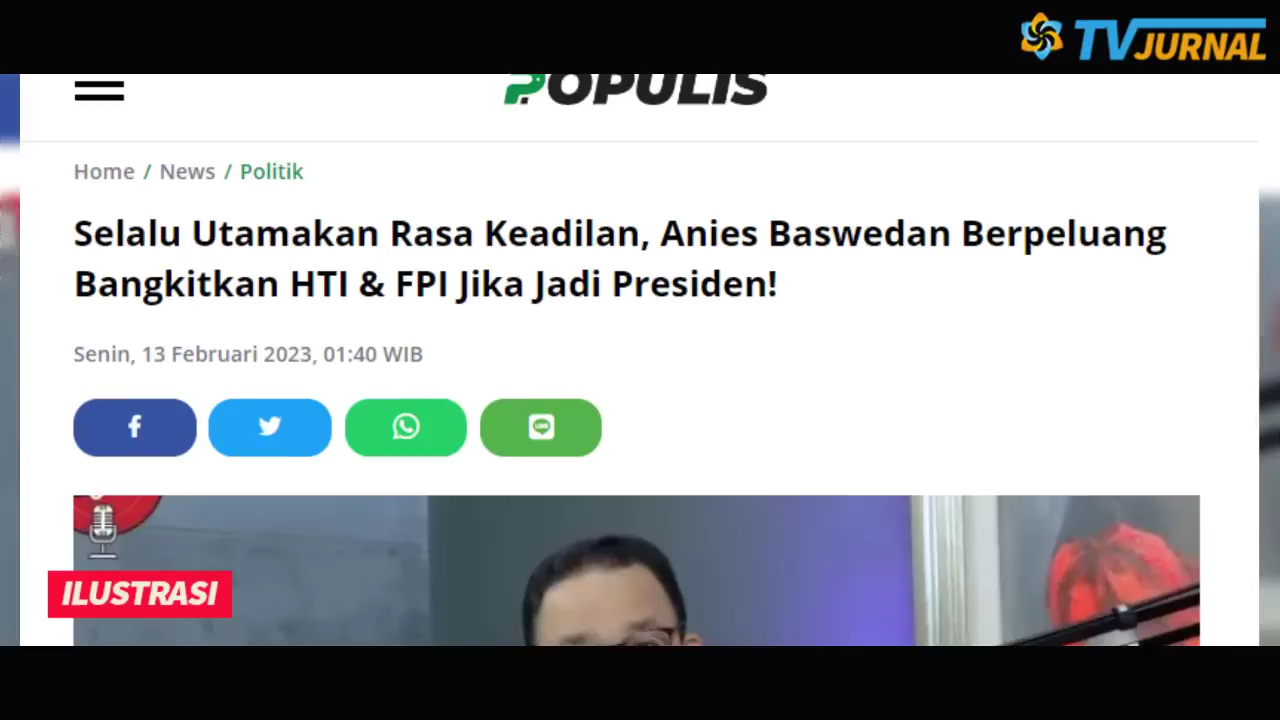 TVJURNAL
POPULIS
Home / News / Politik
Selalu Utamakan Rasa Keadilan, Anies Baswedan Berpeluang
Bangkitkan HTI & FPI Jika Jadi Presiden!
Senin, 13 Februari 2023, 01:40 WIB
ILUSTRASI